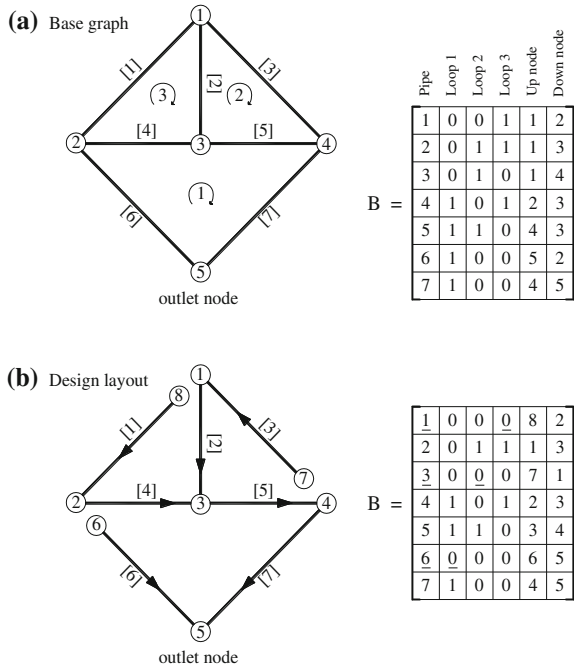 (a) Base graph
1
[1]
[2]
[3]
3
2
2
[4]
3
[5]
4
1
[6]
[7]
5
outlet node
Pipe Loop 1 Loop 2 Loop 3 Up node Down node
B =
1 0 0 1 1 2
2 0 1 1 1 3
3 0 1 0 1 4
4 1 0 1 2 3
5 1 1 0 4 3
6 1 0 0 5 2
7 1 0 0 4 5
(b) Design layout
1
8
[1]
[2]
[3]
7
2
[4]
3
[5]
4
6
[6]
[7]
5
outlet node
B =
1 0 0 0 8 2
2 0 1 1 1 3
3 0 0 0 7 1
4 1 0 1 2 3
5 1 1 0 3 4
6 0 0 0 6 5
7 1 0 0 4 5